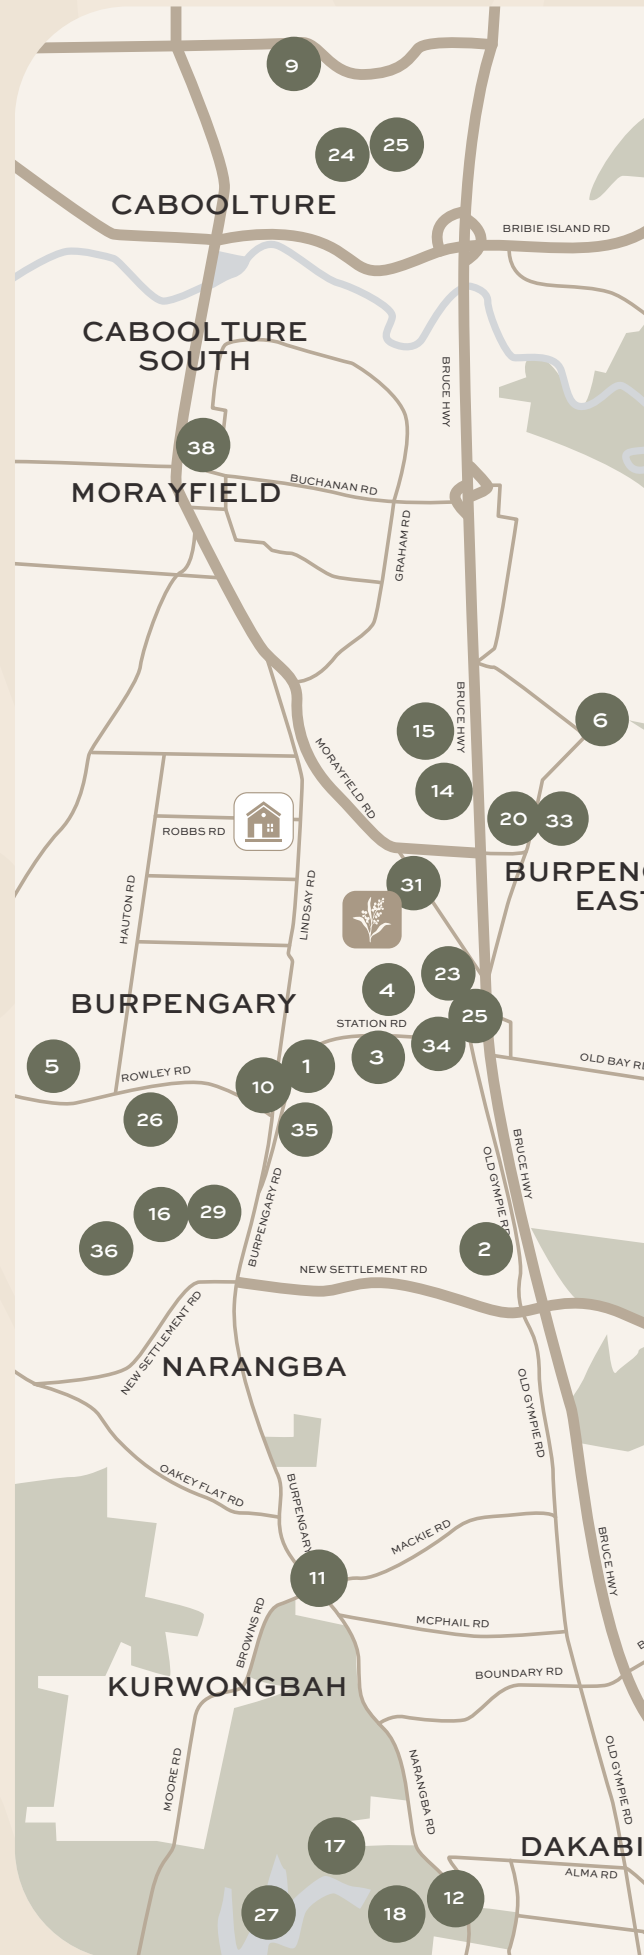 9
24
25
CABOOLTURE
BRIBIE ISLAND RD
CABOOLTURE
SOUTH
BRUCE HWY
38
MORAYFIELD
BUCHANAN RD
GRAHAM RD
BRUCE HWY
6
15
MORAYFIELD RD
14
20
33
ROBBS RD
BURPENG
EAST
31
HAUTON RD
LINDSAY RD
23
4
BURPENGARY
25
STATION RD
34
3
5
1
OLD BAY RD
ROWLEY RD
10
26
35
BRUCE HWY
OLD GYMPIE RD
BURPENGARY RD
16
29
36
2
NEW SETTLEMENT RD
NEW SETTLEMENT RD
NARANGBA
OLD GYMPIE RD
OAKEY FLAT RD
BURPENGARY
MACKIE RD
BRUCE HWY
11
BROWNS RD
MCPHAIL RD
BOUNDARY RD
KURWONGBAH
MOORE RD
NARANGBA RD
OLD GYMPIE RD
17
DAKABI
ALMA RD
12
27
18